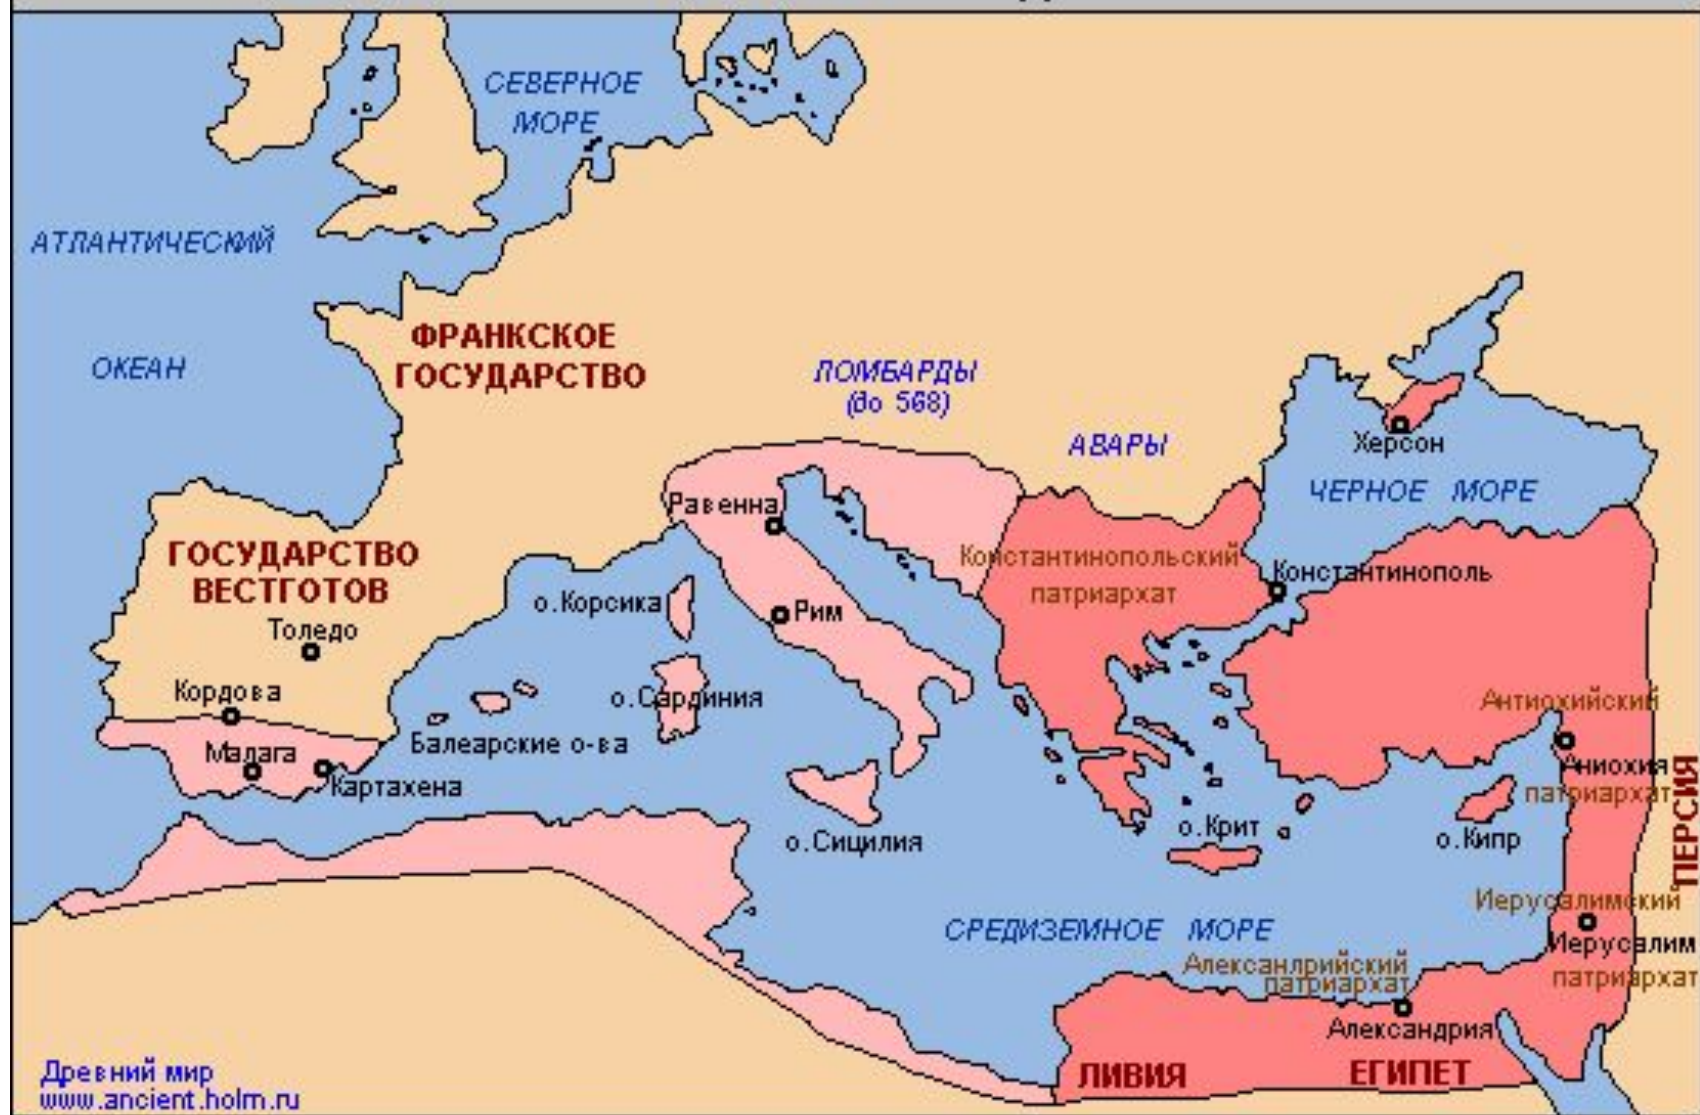 СЕВЕРНОЕ
МОРЕ
АТЛАНТИЧЕСКИЙ
ОКЕАН
ФРАНКСКОЕ
ГОСУДАРСТВО
ЛОМБАРДЫ
(до 568)
АВАРЫ
Херсон
ЧЕРНОЕ МОРЕ
Равенна
ГОСУДАРСТВО
ВЕСТГОТОВ
Константинопольский
патриархат
Константинополь
о.Корсика
Рим
Толедо
Кордова
о.Сардиния
Антиохийский
Балеарские о-ва
Малага
Картахена
Аниохия
патриархат
ПЕРСИЯ
о.Сицилия
о.Крит
о.Кипр
Иерусалимский
СРЕДИЗЕМНОЕ МОРЕ
Иерусалим
патриархат
Алексанлрийский
патриархат
Александрия
ЛИВИЯ
ЕГИПЕТ
Древний мир
www.ancient.holm.ru